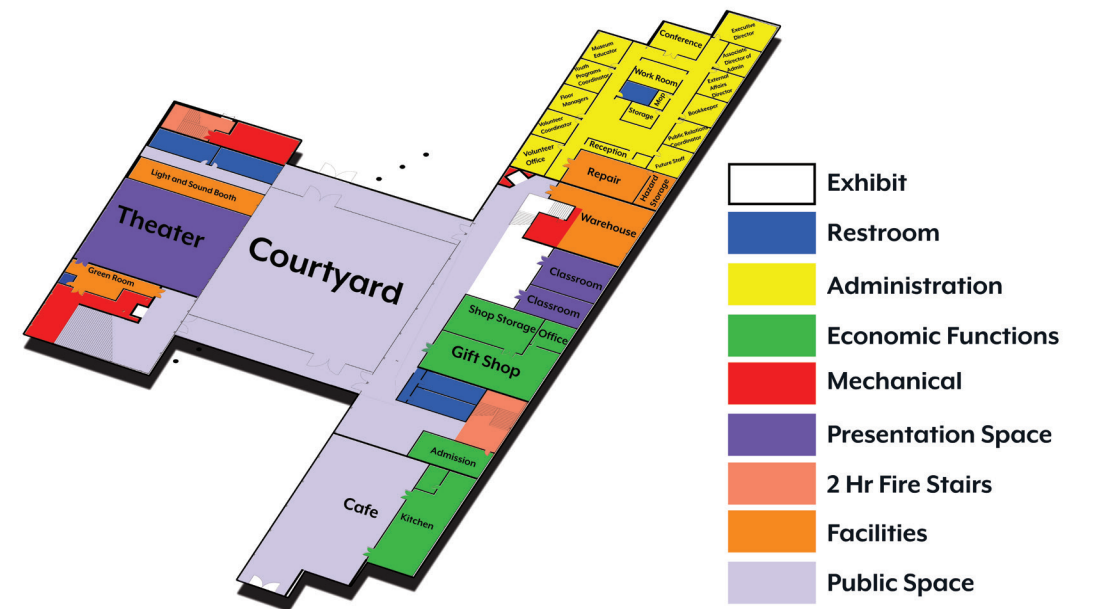 Executive
Director
Conference
Museum
Educator
Associate
Director of
Admin
Youth
Programs
Coordinator
Work Room
External
Affairs
Director
Floor
Managers
Mop
Storage
Bookkeeper
Volunteer
Coordinator
Public Relations
Coordinator
Reception
Volunteer
Office
Future Staff
Repair
Hazard
Storage
Warehouse
Light and Sound Booth
Theater
Courtyard
Green Room
Classroom
Classroom
Shop Storage
Office
Gift Shop
Admission
Cafe
Kitchen
Exhibit
Restroom
Administration
Economic Functions
Mechanical
Presentation Space
2 Hr Fire Stairs
Facilities
Public Space